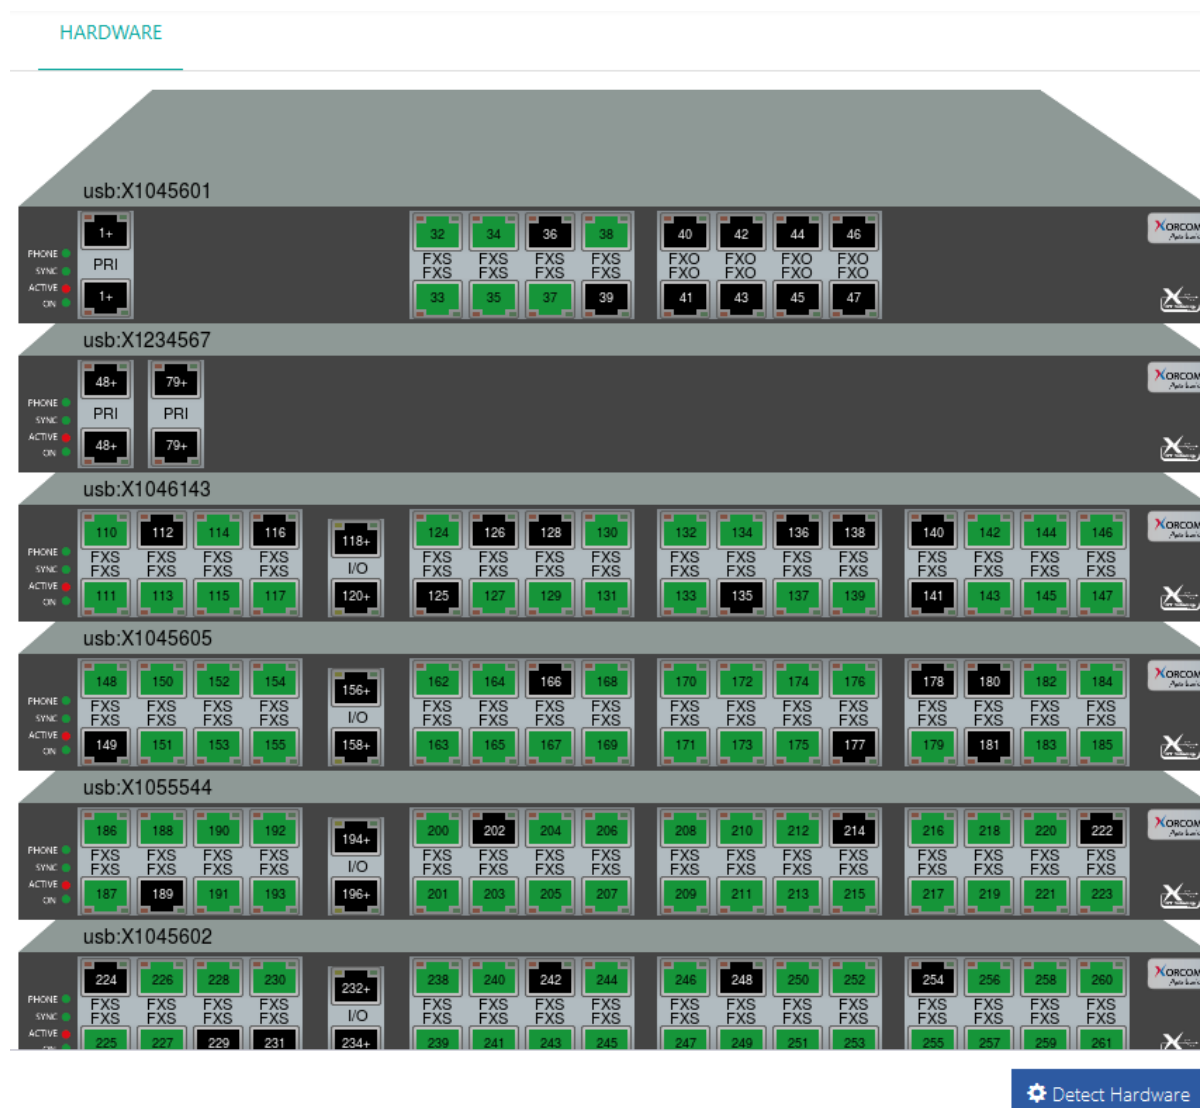 HARDWARE
usb:X1045601
1+ 32 34 36 38 40 42 44 46 XORCOM
PHONE PRI FXS FXS FXS FXS FXO FXO FXO FXO
SYNC FXS FXS FXS FXS FXO FXO FXO FXO
ACTIVE 1+ 33 35 37 39 41 43 45 47
ON
usb:X1234567
48+ 79+ XORCOM
PHONE PRI PRI
SYNC
ACTIVE 48+ 79+
ON
usb:X1046143
110 112 114 116 118+ 124 126 128 130 132 134 136 138 140 142 144 146 XORCOM
PHONE FXS FXS FXS FXS I/O FXS FXS FXS FXS FXS FXS FXS FXS FXS FXS FXS FXS
SYNC FXS FXS FXS FXS FXS FXS FXS FXS FXS FXS FXS FXS FXS FXS FXS FXS
ACTIVE 111 113 115 117 120+ 125 127 129 131 133 135 137 139 141 143 145 147
ON
usb:X1045605
148 150 152 154 156+ 162 164 166 168 170 172 174 176 178 180 182 184 XORCOM
PHONE FXS FXS FXS FXS I/O FXS FXS FXS FXS FXS FXS FXS FXS FXS FXS FXS FXS
SYNC FXS FXS FXS FXS FXS FXS FXS FXS FXS FXS FXS FXS FXS FXS FXS FXS
ACTIVE 149 151 153 155 158+ 163 165 167 169 171 173 175 177 179 181 183 185
ON
usb:X1055544
186 188 190 192 194+ 200 202 204 206 208 210 212 214 216 218 220 222 XORCOM
PHONE FXS FXS FXS FXS I/O FXS FXS FXS FXS FXS FXS FXS FXS FXS FXS FXS FXS
SYNC FXS FXS FXS FXS FXS FXS FXS FXS FXS FXS FXS FXS FXS FXS FXS FXS
ACTIVE 187 189 191 193 196+ 201 203 205 207 209 211 213 215 217 219 221 223
ON
usb:X1045602
224 226 228 230 232+ 238 240 242 244 246 248 250 252 254 256 258 260 XORCOM
PHONE FXS FXS FXS FXS I/O FXS FXS FXS FXS FXS FXS FXS FXS FXS FXS FXS FXS
SYNC FXS FXS FXS FXS FXS FXS FXS FXS FXS FXS FXS FXS FXS FXS FXS FXS
ACTIVE 225 227 229 231 234+ 239 241 243 245 247 249 251 253 255 257 259 261
Detect Hardware